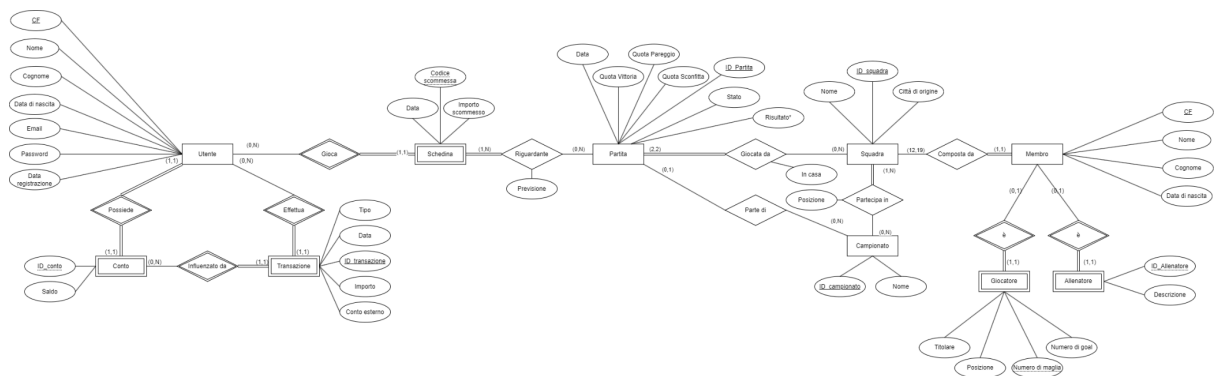 CF
Nome
Cognome
Data di nascita
Email
Password
Data
registrazione
Utente
(1,1)
(0,N)
(0,N)
Possiede
Effettua
(1,1)
(1,1)
ID_conto
Saldo
Conto
(0,N)
Influenzato da
(1,1)
Transazione
Tipo
Data
ID_transazione
Importo
Conto esterno
Gioca
(1,1)
Codice
scommessa
Data
Importo
scommesso
Schedina
(1,N)
Riguardante
Previsione
(0,N)
Data
Quota Pareggio
Quota Vittoria
Quota Sconfitta
ID_Partita
Stato
Risultato*
Partita
(2,2)
(0,1)
Giocata da
In casa
(0,N)
Parte di
(0,N)
ID_squadra
Nome
Città di origine
Squadra
(12,19)
(1,N)
Posizione
Partecipa in
(0,N)
Campionato
ID_campionato
Nome
Composta da
(1,1)
Membro
CF
Nome
Cognome
Data di nascita
(0,1)
(0,1)
è
è
(1,1)
(1,1)
Giocatore
Allenatore
ID_Allenatore
Descrizione
Titolare
Posizione
Numero di maglia
Numero di goal